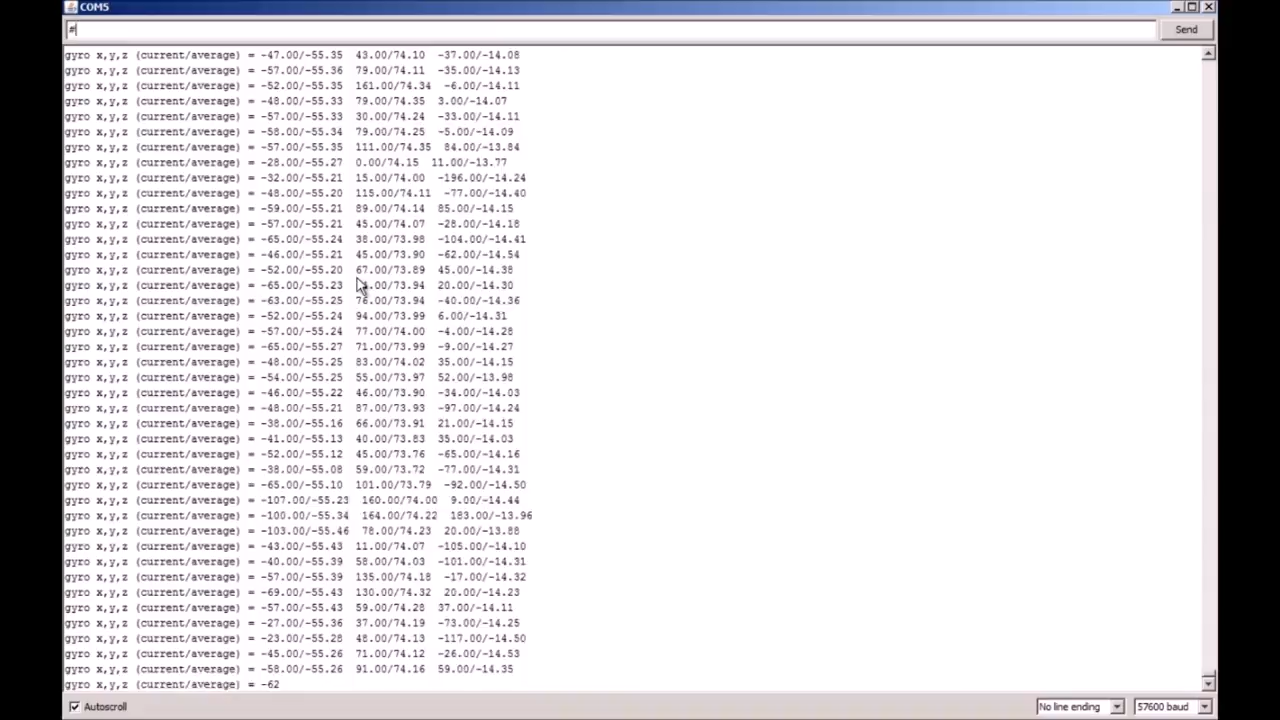 COM5
#
Send
gyro x,y,z (current/average) = -47.00/-55.35 43.00/74.10 -37.00/-14.08
gyro x,y,z (current/average) = -57.00/-55.36 79.00/74.11 -35.00/-14.13
gyro x,y,z (current/average) = -52.00/-55.35 161.00/74.34 -6.00/-14.11
gyro x,y,z (current/average) = -48.00/-55.33 79.00/74.35 3.00/-14.07
gyro x,y,z (current/average) = -57.00/-55.33 30.00/74.24 -33.00/-14.11
gyro x,y,z (current/average) = -58.00/-55.34 79.00/74.25 -5.00/-14.09
gyro x,y,z (current/average) = -57.00/-55.35 111.00/74.35 84.00/-13.84
gyro x,y,z (current/average) = -28.00/-55.27 0.00/74.15 11.00/-13.77
gyro x,y,z (current/average) = -32.00/-55.21 15.00/74.00 -196.00/-14.24
gyro x,y,z (current/average) = -48.00/-55.20 115.00/74.11 -77.00/-14.40
gyro x,y,z (current/average) = -59.00/-55.21 89.00/74.14 85.00/-14.15
gyro x,y,z (current/average) = -57.00/-55.21 45.00/74.07 -28.00/-14.18
gyro x,y,z (current/average) = -65.00/-55.24 38.00/73.98 -104.00/-14.41
gyro x,y,z (current/average) = -46.00/-55.21 45.00/73.90 -62.00/-14.54
gyro x,y,z (current/average) = -52.00/-55.20 67.00/73.89 45.00/-14.38
gyro x,y,z (current/average) = -65.00/-55.23 20.00/-14.30
gyro x,y,z (current/average) = -63.00/-55.25 76.00/73.94 -40.00/-14.36
gyro x,y,z (current/average) = -52.00/-55.24 94.00/73.99 6.00/-14.31
gyro x,y,z (current/average) = -57.00/-55.24 77.00/74.00 -4.00/-14.28
gyro x,y,z (current/average) = -65.00/-55.27 71.00/73.99 -9.00/-14.27
gyro x,y,z (current/average) = -48.00/-55.25 83.00/74.02 35.00/-14.15
gyro x,y,z (current/average) = -54.00/-55.25 55.00/73.97 52.00/-13.98
gyro x,y,z (current/average) = -46.00/-55.22 46.00/73.90 -34.00/-14.03
gyro x,y,z (current/average) = -48.00/-55.21 87.00/73.93 -97.00/-14.24
gyro x,y,z (current/average) = -38.00/-55.16 66.00/73.91 21.00/-14.15
gyro x,y,z (current/average) = -41.00/-55.13 40.00/73.83 35.00/-14.03
gyro x,y,z (current/average) = -52.00/-55.12 45.00/73.76 -65.00/-14.16
gyro x,y,z (current/average) = -38.00/-55.08 59.00/73.72 -77.00/-14.31
gyro x,y,z (current/average) = -65.00/-55.10 101.00/73.79 -92.00/-14.50
gyro x,y,z (current/average) = -107.00/-55.23 160.00/74.00 9.00/-14.44
gyro x,y,z (current/average) = -100.00/-55.34 164.00/74.22 183.00/-13.96
gyro x,y,z (current/average) = -103.00/-55.46 78.00/74.23 20.00/-13.88
gyro x,y,z (current/average) = -43.00/-55.43 11.00/74.07 -105.00/-14.10
gyro x,y,z (current/average) = -40.00/-55.39 58.00/74.03 -101.00/-14.31
gyro x,y,z (current/average) = -57.00/-55.39 135.00/74.18 -17.00/-14.32
gyro x,y,z (current/average) = -69.00/-55.43 130.00/74.32 20.00/-14.23
gyro x,y,z (current/average) = -57.00/-55.43 59.00/74.28 37.00/-14.11
gyro x,y,z (current/average) = -27.00/-55.36 37.00/74.19 -73.00/-14.25
gyro x,y,z (current/average) = -23.00/-55.28 48.00/74.13 -117.00/-14.50
gyro x,y,z (current/average) = -45.00/-55.26 71.00/74.12 -26.00/-14.53
gyro x,y,z (current/average) = -58.00/-55.26 91.00/74.16 59.00/-14.35
gyro x,y,z (current/average) = -62
Autoscroll
No line ending
57600 baud